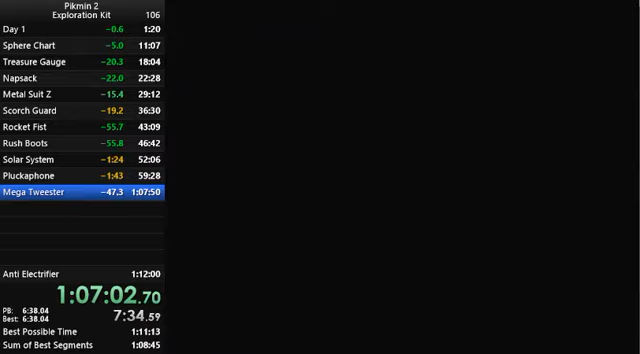 Pikmin 2
Exploration Kit 106
Day 1 −0.6 1:20
Sphere Chart −5.0 11:07
Treasure Gauge −20.3 18:04
Napsack −22.0 22:28
Metal Suit Z −15.4 29:12
Scorch Guard −19.2 36:30
Rocket Fist −55.7 43:09
Rush Boots −55.8 46:42
Solar System −1:24 52:06
Pluckaphone −1:43 59:28
Mega Tweester −47.3 1:07:50
Anti Electrifier 1:12:00
1:07:02.70
PB: 6:38.04
Best: 6:38.04 7:34.59
Best Possible Time 1:11:13
Sum of Best Segments 1:08:45